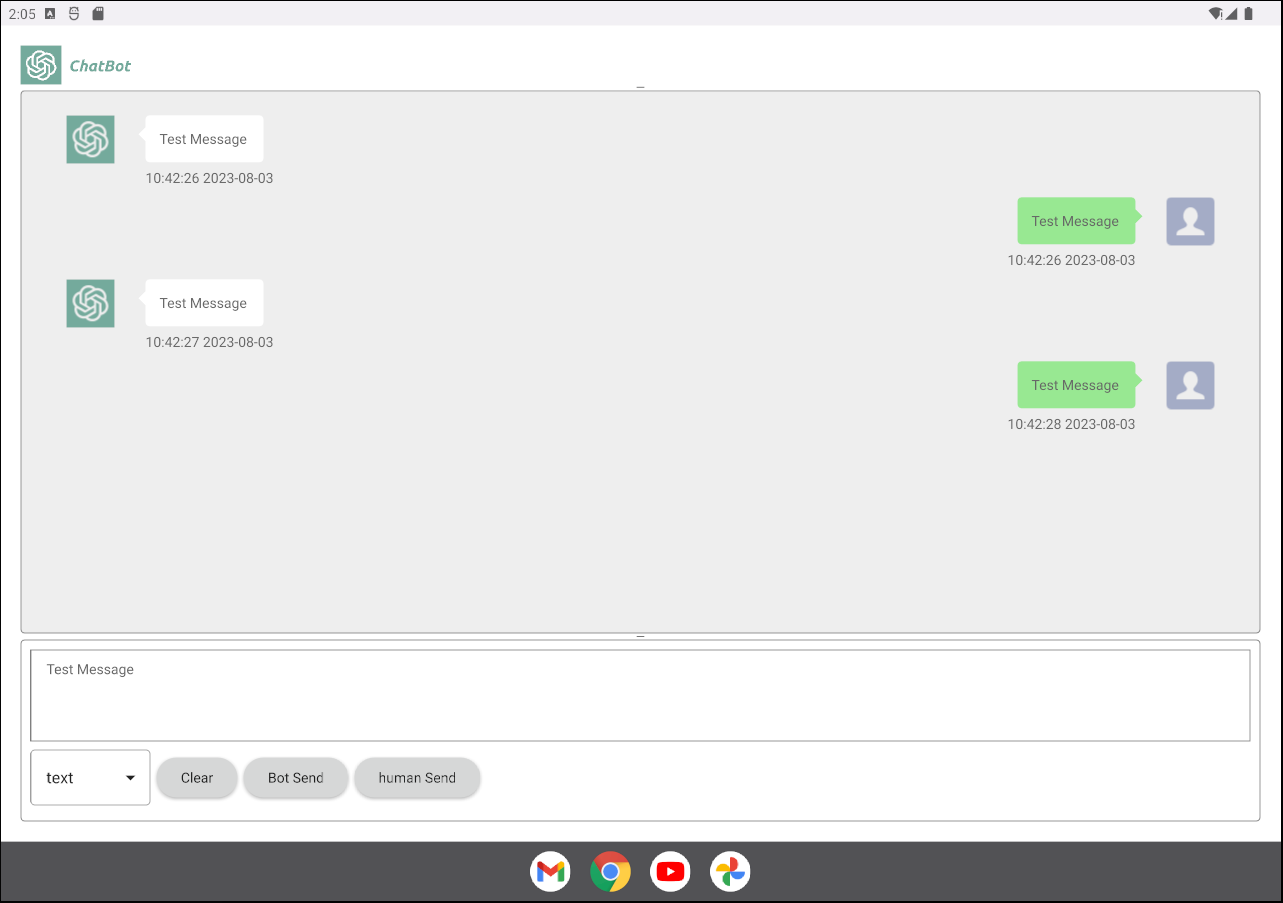 2:05
ChatBot
Test Message
10:42:26 2023-08-03
Test Message
10:42:26 2023-08-03
Test Message
10:42:27 2023-08-03
Test Message
10:42:28 2023-08-03
Test Message
text
Clear
Bot Send
human Send